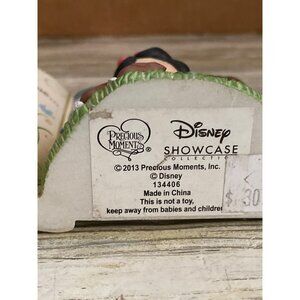 PRECIOUS
MOMENTS
Disney
SHOWCASE
COLLECTION
© 2013 Precious Moments, Inc.
© Disney
134406
Made in China
This is not a toy,
keep away from babies and children